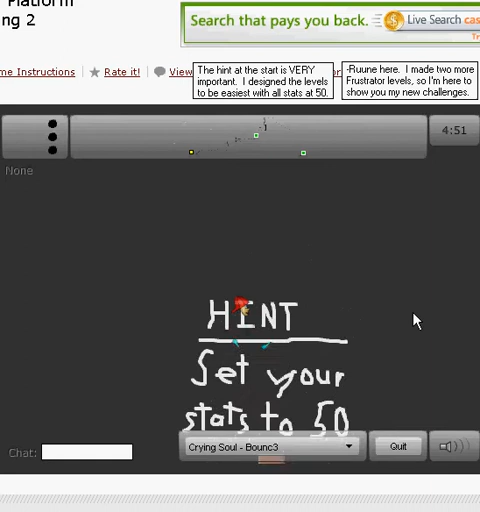 Platform
ng 2
Search that pays you back.
Live Search cas
Tr
me Instructions
Rate it!
View
The hint at the start is VERY
important. I designed the levels
to be easiest with all stats at 50.
-Ruune here. I made two more
Frustrator levels, so I'm here to
show you my new challenges.
4:51
None
HINT
Set your
stats to 50
Chat:
Crying Soul - Bounc3
Quit